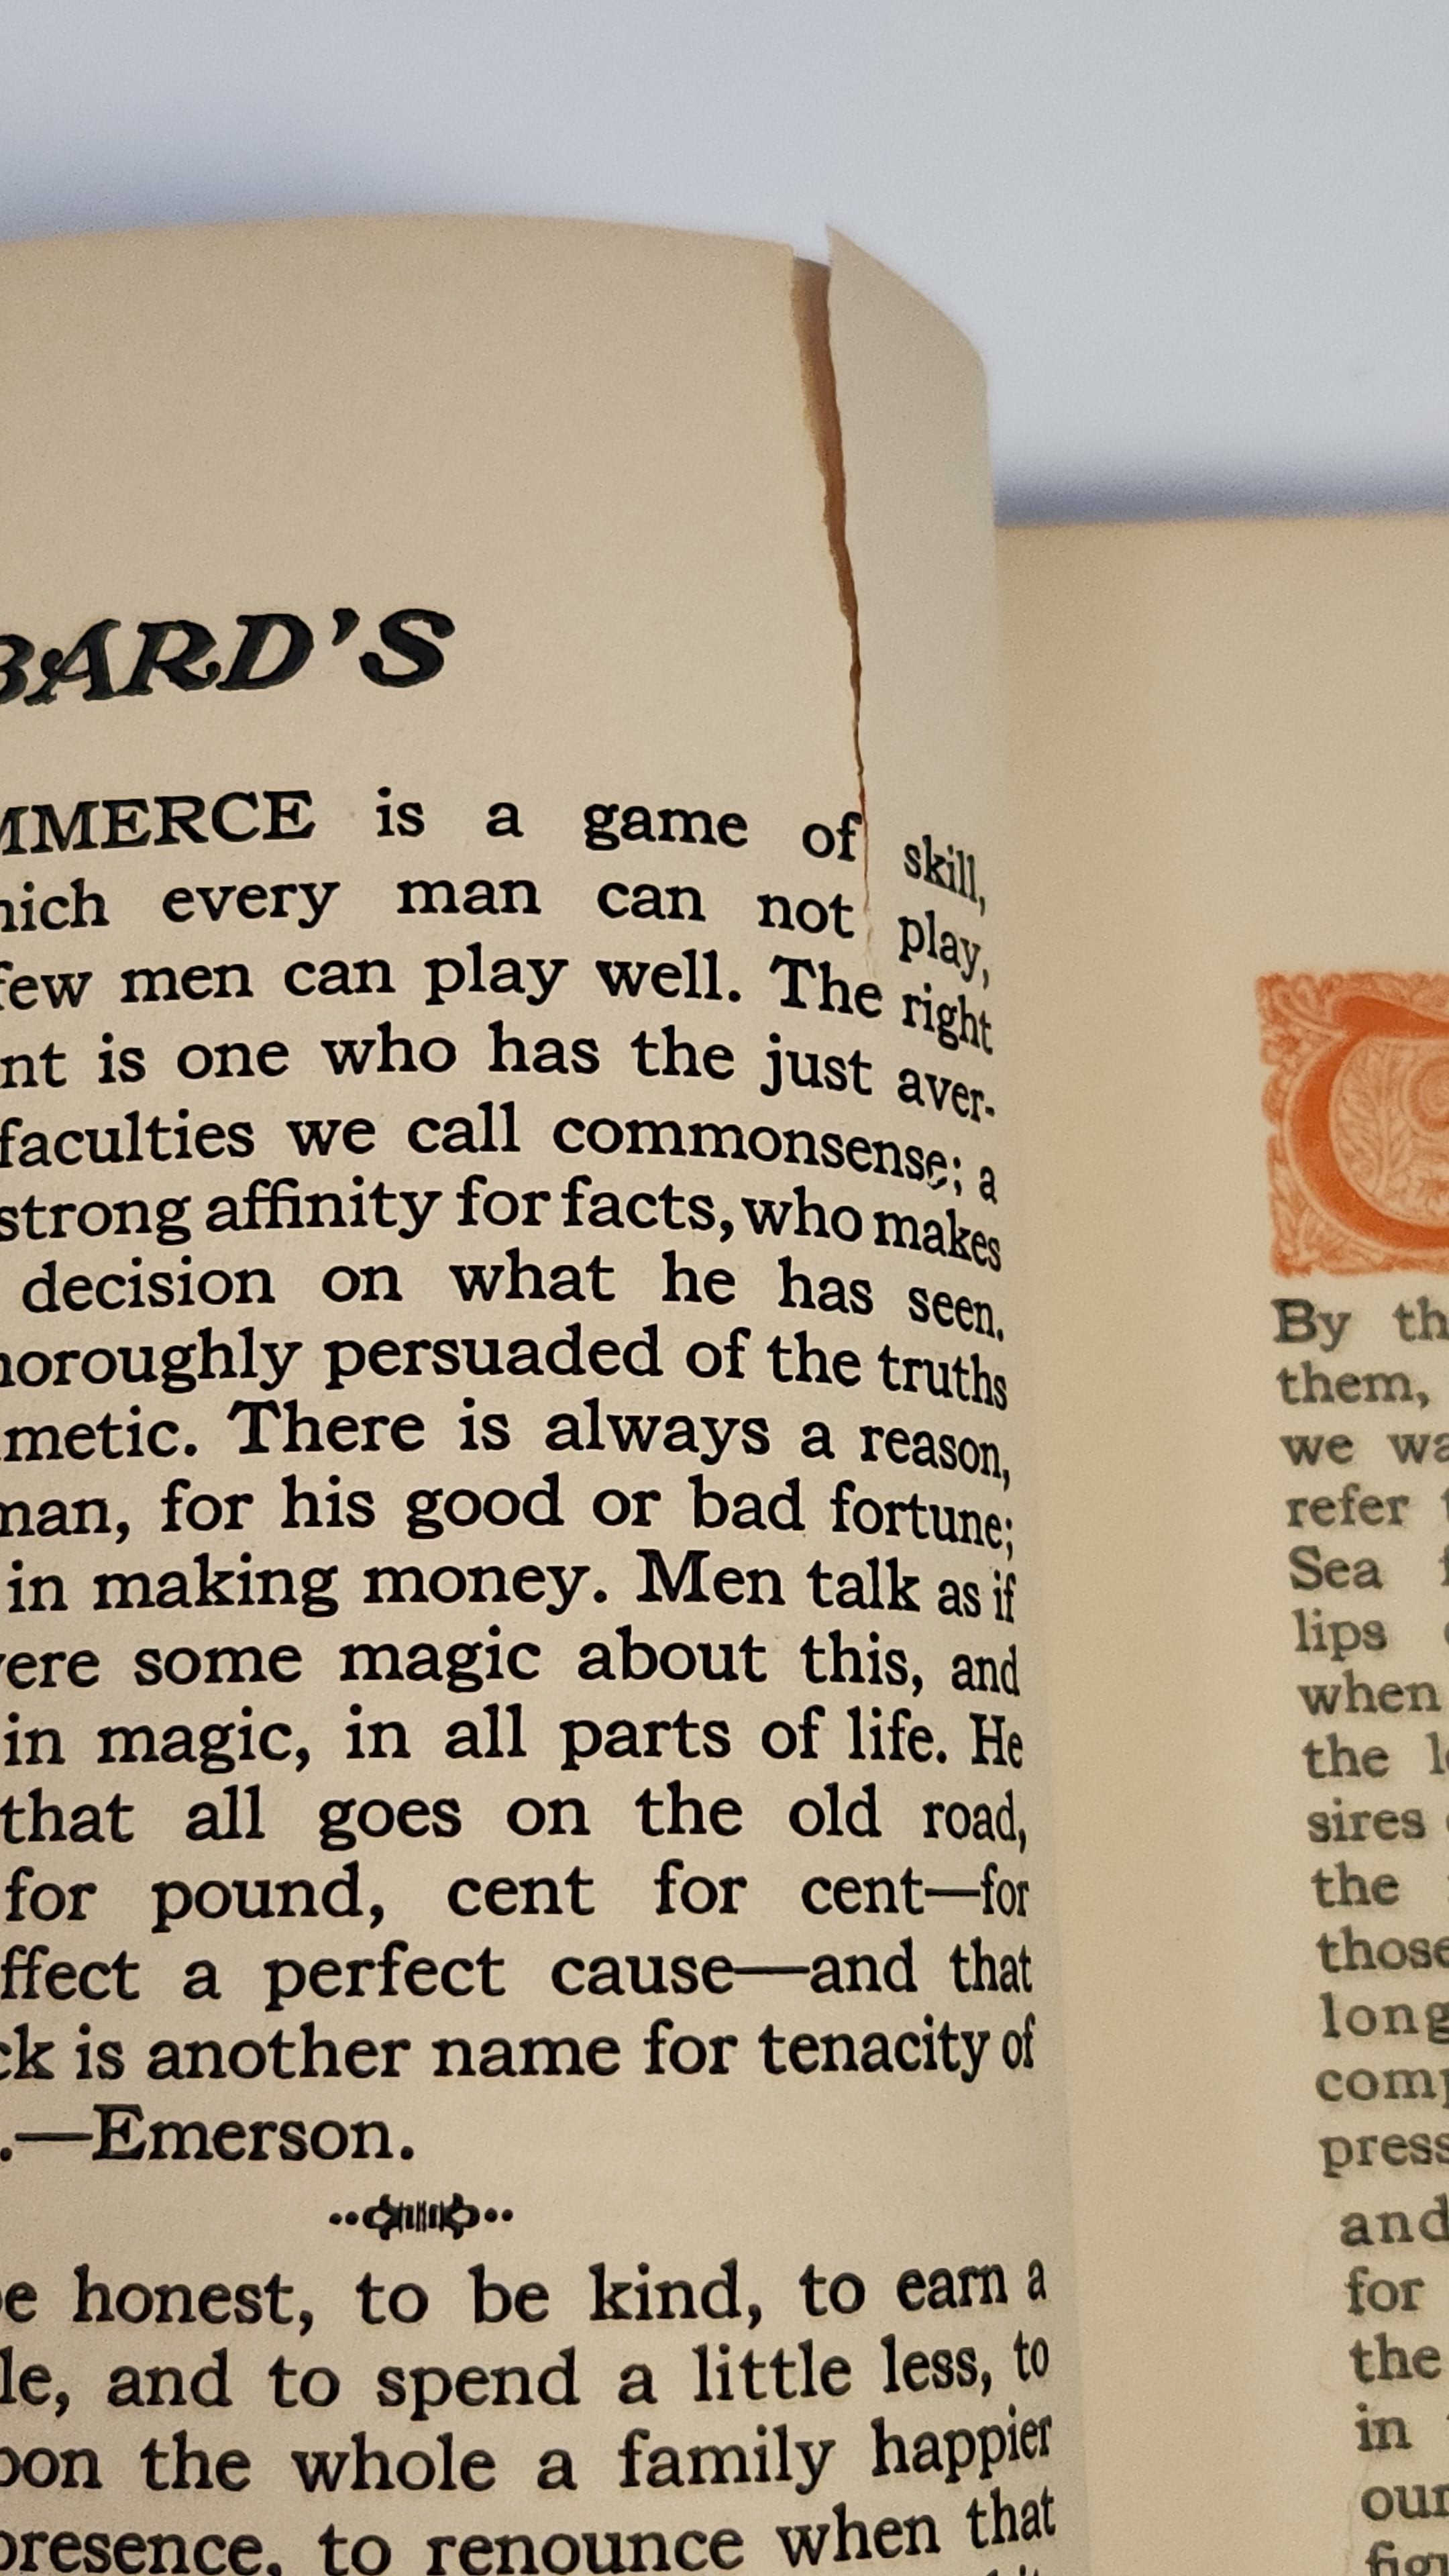 BARD'S
MMERCE is a game of skill,
hich every man can not play,
few men can play well. The right
nt is one who has the just aver-
faculties we call commonsense; a
strong affinity for facts, who makes
decision on what he has seen.
horoughly persuaded of the truths
metic. There is always a reason,
man, for his good or bad fortune;
in making money. Men talk as if
vere some magic about this, and
in magic, in all parts of life. He
that all goes on the old road,
for pound, cent for cent—for
ffect a perfect cause—and that
ck is another name for tenacity of
.—Emerson.
e honest, to be kind, to earn a
le, and to spend a little less, to
pon the whole a family happier
presence, to renounce when that
By th
them,
we wa
refer
Sea
lips
when
the l
sires
the
those
long
comp
press
and
for
the
in
our
figu